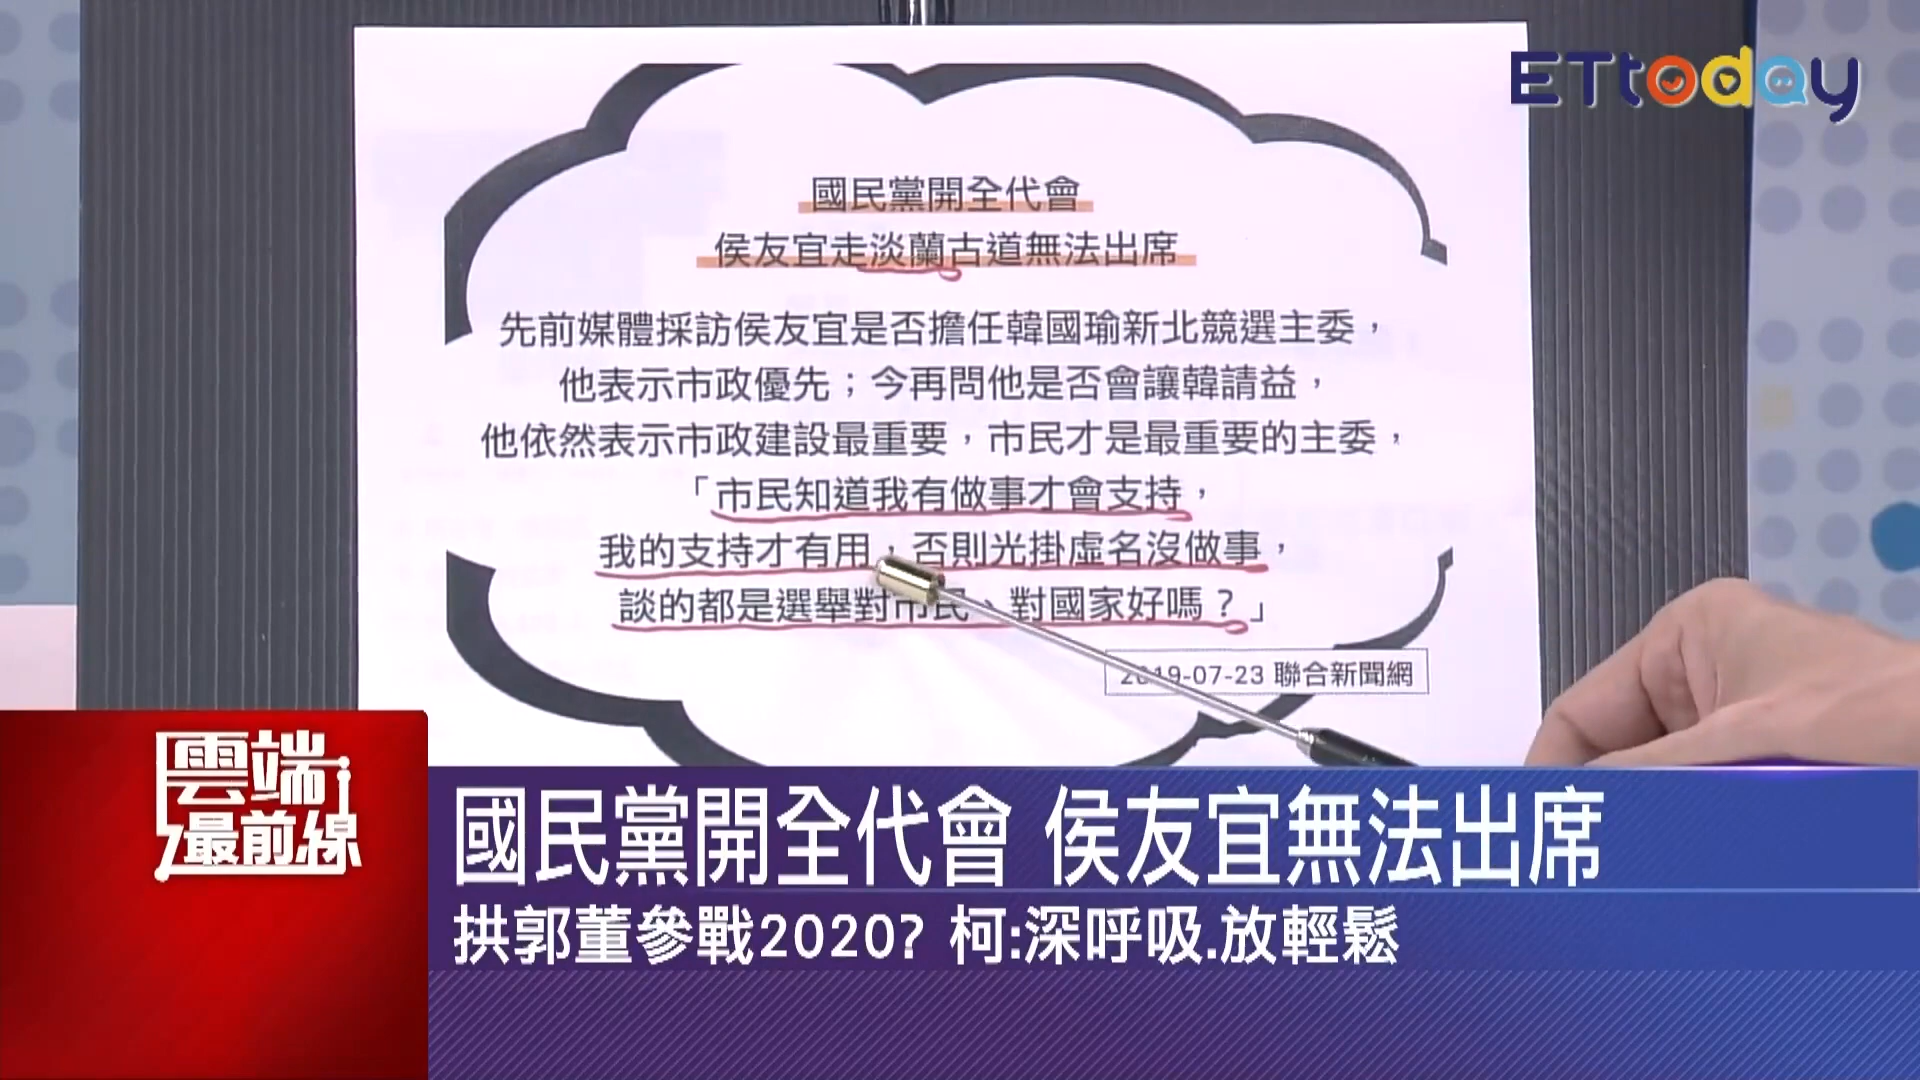 ETtoday
國民黨開全代會
侯友宜走淡蘭古道無法出席
先前媒體採訪侯友宜是否擔任韓國瑜新北競選主委，
他表示市政優先；今再問他是否會讓韓請益，
他依然表示市政建設最重要，市民才是最重要的主委，
「市民知道我有做事才會支持，
我的支持才有用，否則光掛虛名沒做事，
談的都是選舉對市民、對國家好嗎？」
2019-07-23 聯合新聞網
雲端
最前線
國民黨開全代會 侯友宜無法出席
拱郭董參戰2020? 柯:深呼吸.放輕鬆